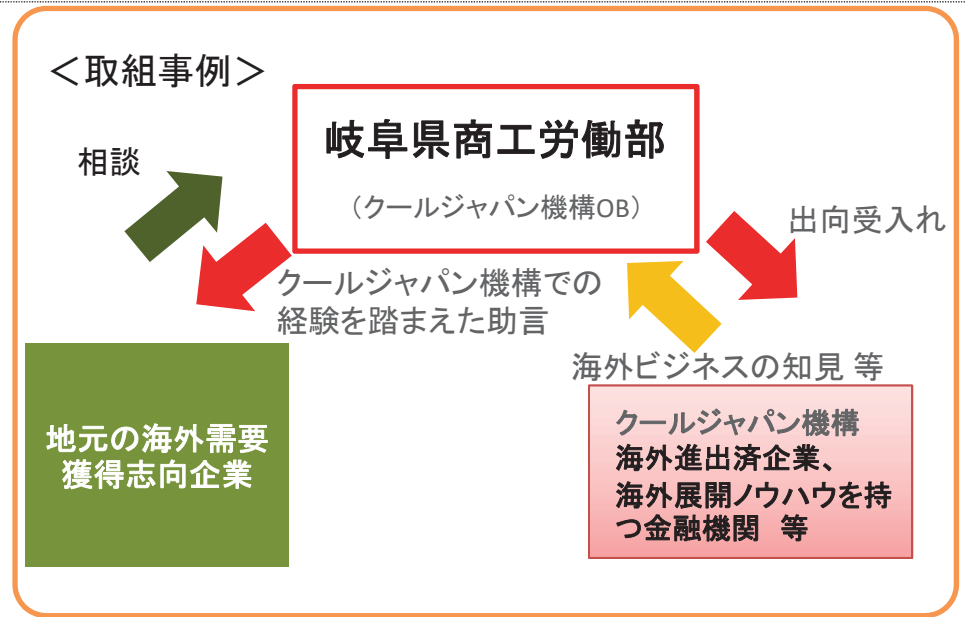 ＜取組事例＞
岐阜県商工労働部
（クールジャパン機構OB）
相談
出向受入れ
クールジャパン機構での
経験を踏まえた助言
海外ビジネスの知見 等
地元の海外需要
獲得志向企業
クールジャパン機構
海外進出済企業、
海外展開ノウハウを持
つ金融機関　等